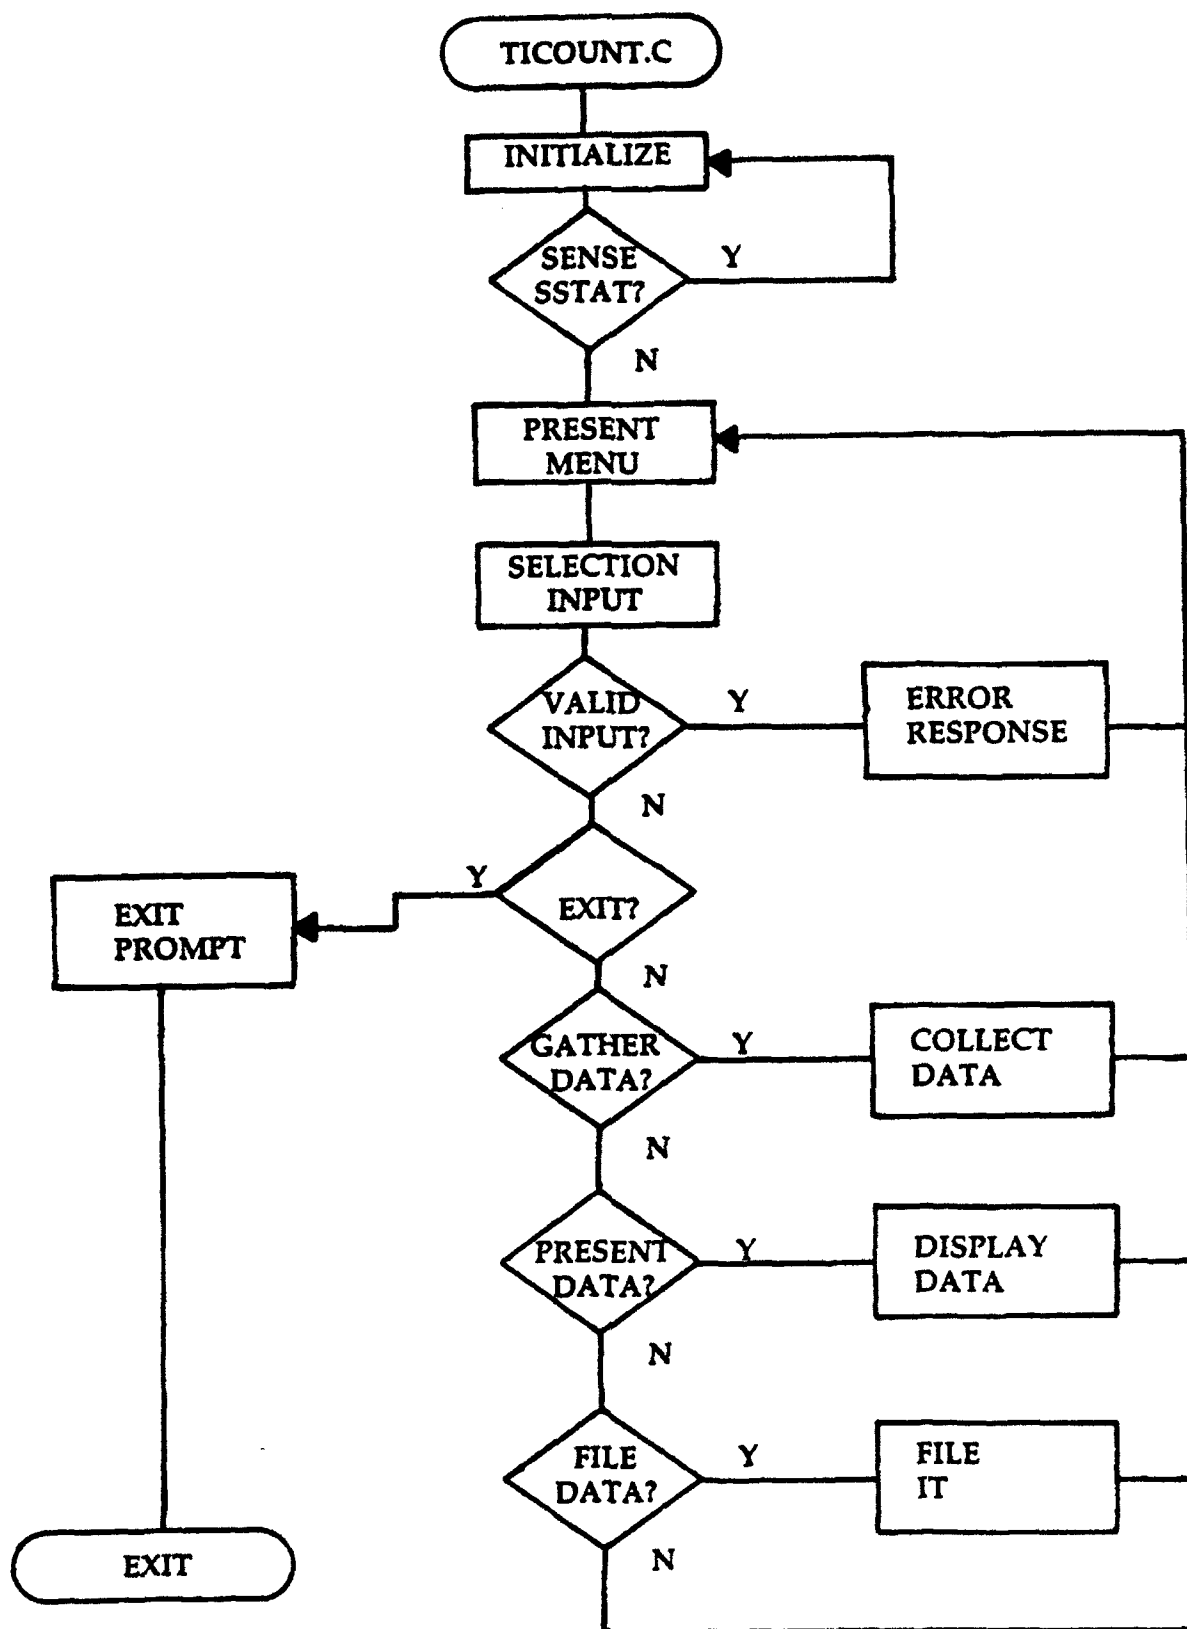 TICOUNT.C
INITIALIZE
SENSE
SSTAT?
Y
N
PRESENT
MENU
SELECTION
INPUT
VALID
INPUT?
Y
ERROR
RESPONSE
N
EXIT?
Y
EXIT
PROMPT
N
GATHER
DATA?
Y
COLLECT
DATA
N
PRESENT
DATA?
Y
DISPLAY
DATA
N
FILE
DATA?
Y
FILE
IT
N
EXIT